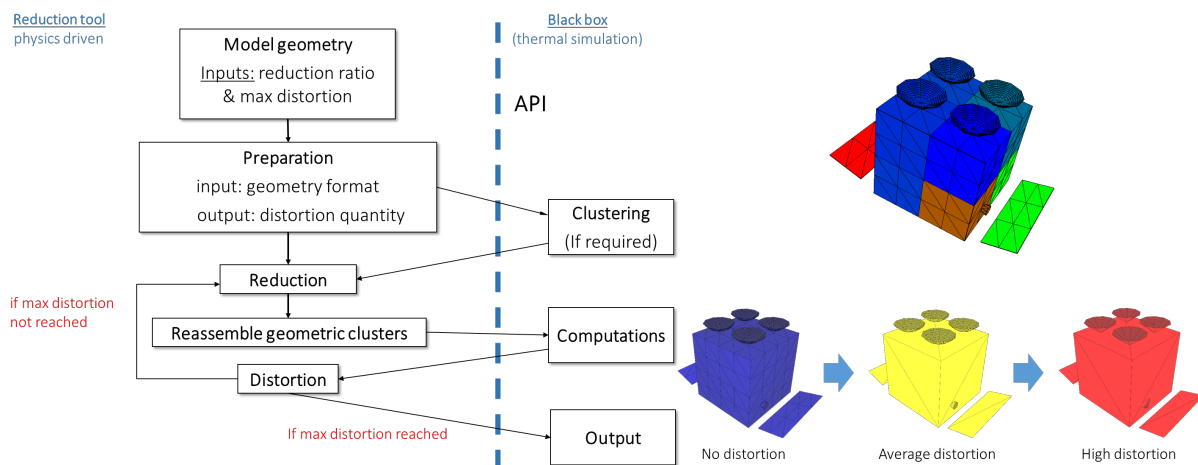 Reduction tool
physics driven
Black box
(thermal simulation)
Model geometry
Inputs: reduction ratio
& max distortion
API
Preparation
input: geometry format
output: distortion quantity
Clustering
(If required)
Reduction
if max distortion
not reached
Reassemble geometric clusters
Computations
Distortion
If max distortion reached
Output
No distortion
Average distortion
High distortion